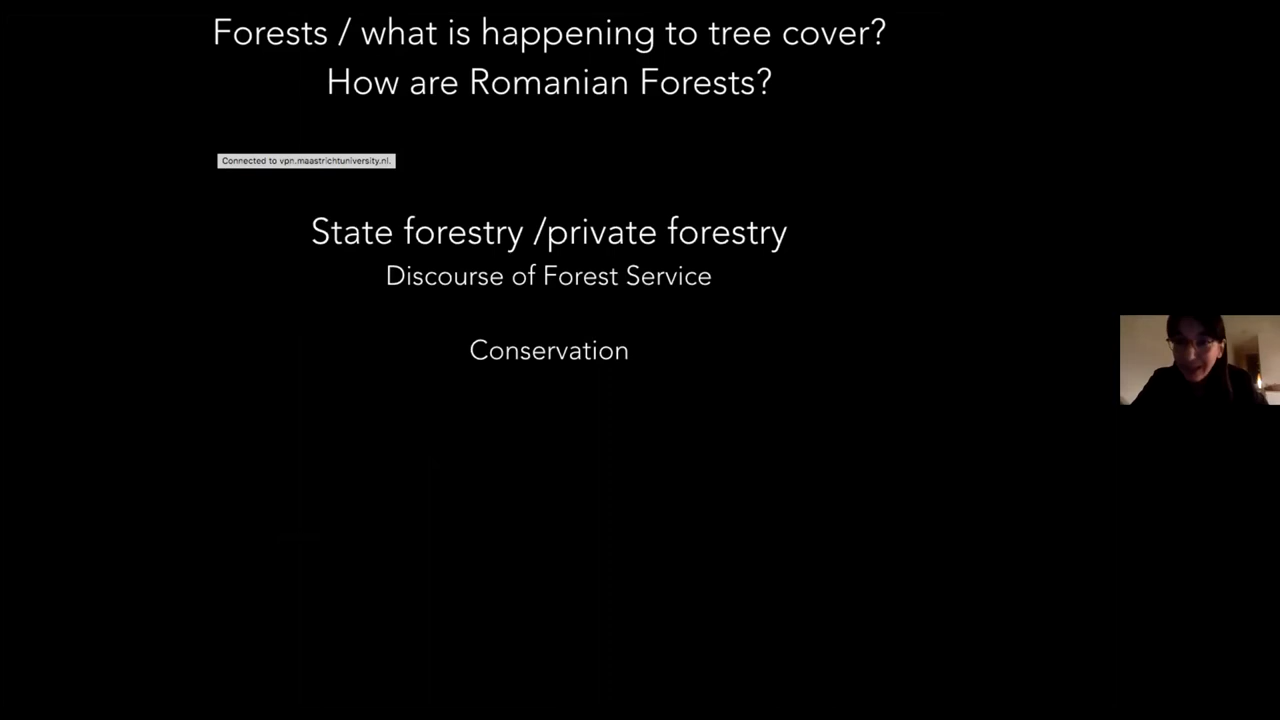 Forests / what is happening to tree cover?
How are Romanian Forests?
Connected to vpn.maastrichtuniversity.nl.
State forestry /private forestry
Discourse of Forest Service
Conservation